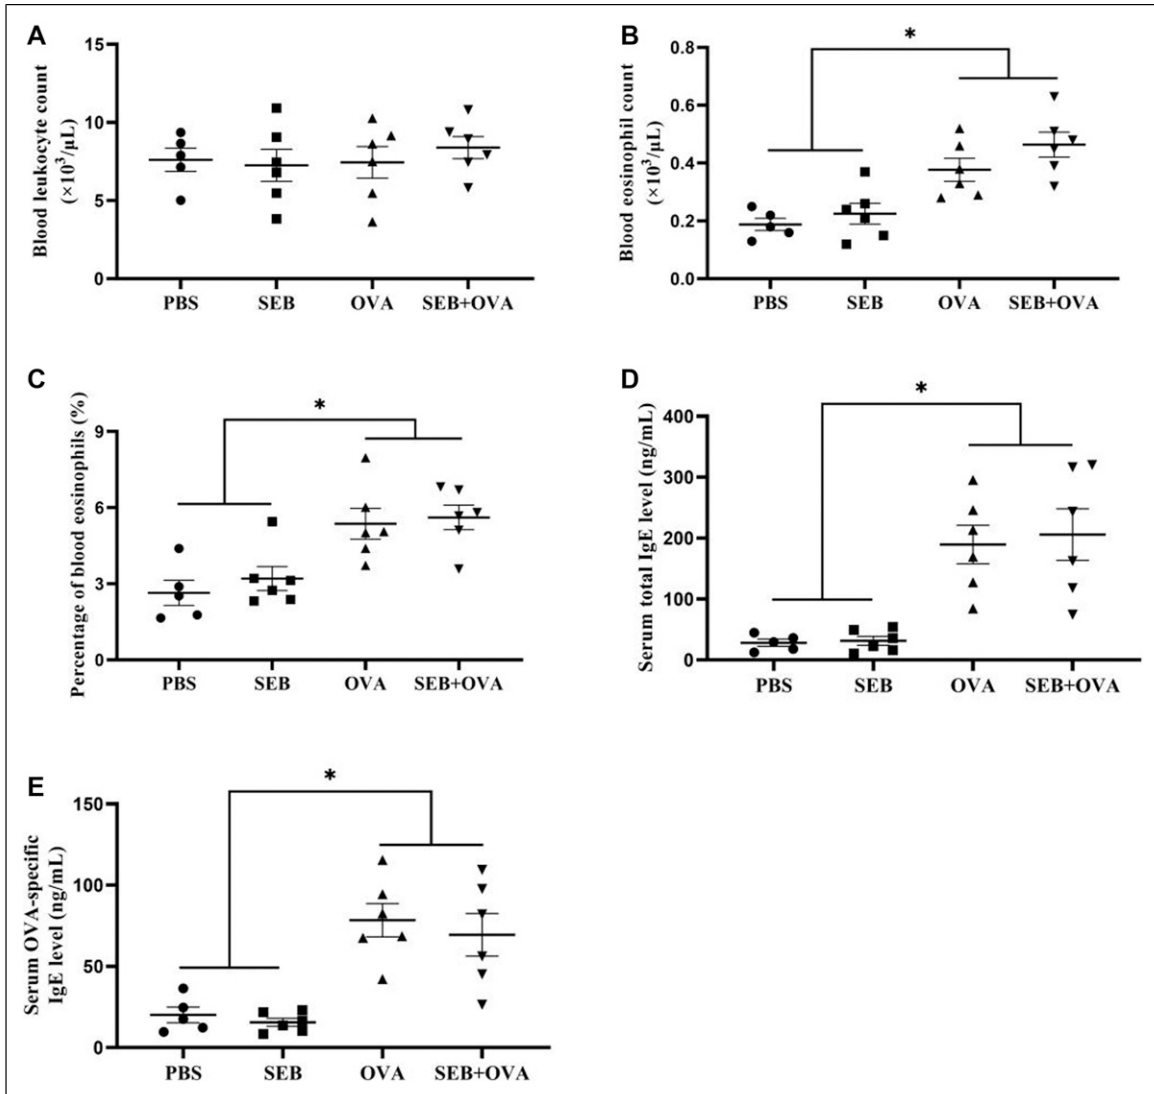 A
Blood leukocyte count
(×10³/µL)
15
10
5
0
PBS SEB OVA SEB+OVA
B
Blood eosinophil count
(×10³/µL)
0.8
0.6
0.4
0.2
0.0
*
PBS SEB OVA SEB+OVA
C
Percentage of blood eosinophils (%)
9
6
3
0
*
PBS SEB OVA SEB+OVA
D
Serum total IgE level (ng/mL)
400
300
200
100
0
*
PBS SEB OVA SEB+OVA
E
Serum OVA-specific
IgE level (ng/mL)
150
100
50
0
*
PBS SEB OVA SEB+OVA